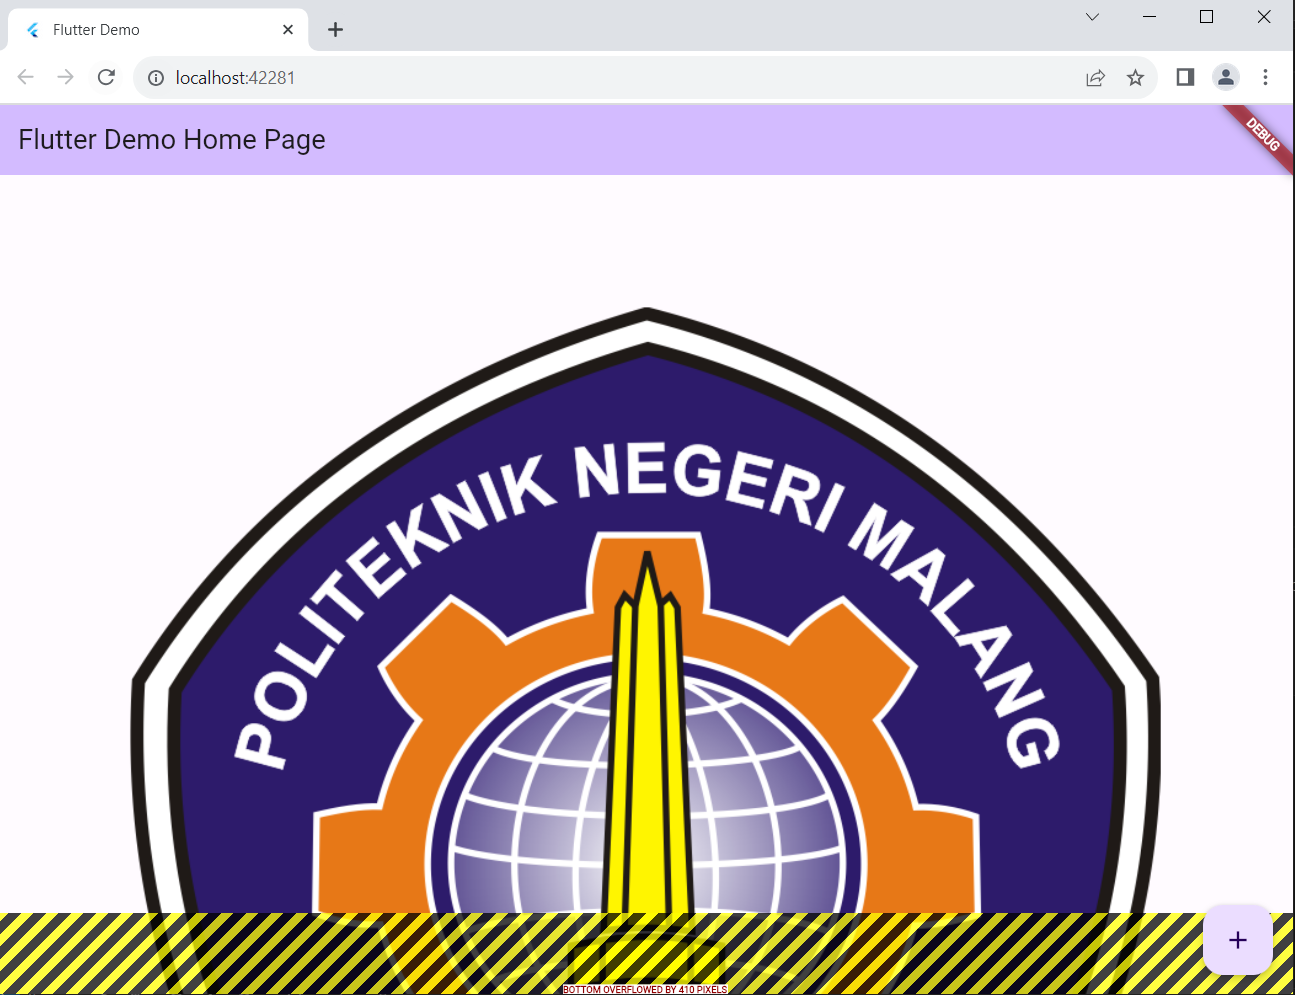 Flutter Demo
localhost:42281
Flutter Demo Home Page
DEBUG
POLITEKNIK NEGERI MALANG
BOTTOM OVERFLOWED BY 410 PIXELS